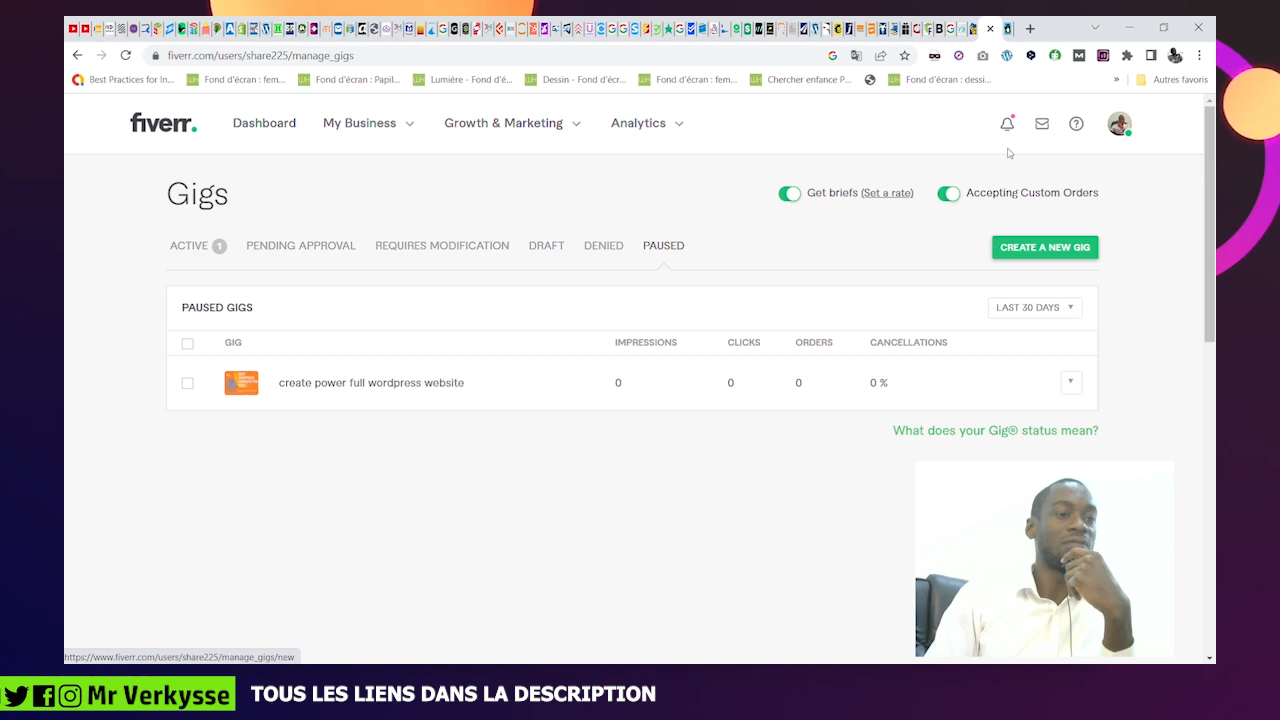 fiverr.com/users/share225/manage_gigs
Best Practices for In... Fond d'écran : fem... Fond d'écran : Papil... Lumière - Fond d'é... Dessin - Fond d'écr... Fond d'écran : fem... Chercher enfance P... Fond d'écran : dessi... » Autres favoris
fiverr. Dashboard My Business Growth & Marketing Analytics
Gigs Get briefs (Set a rate) Accepting Custom Orders
ACTIVE 1 PENDING APPROVAL REQUIRES MODIFICATION DRAFT DENIED PAUSED CREATE A NEW GIG
PAUSED GIGS LAST 30 DAYS
GIG IMPRESSIONS CLICKS ORDERS CANCELLATIONS
create power full wordpress website 0 0 0 0 %
What does your Gig® status mean?
https://www.fiverr.com/users/share225/manage_gigs/new
Mr Verkysse TOUS LES LIENS DANS LA DESCRIPTION